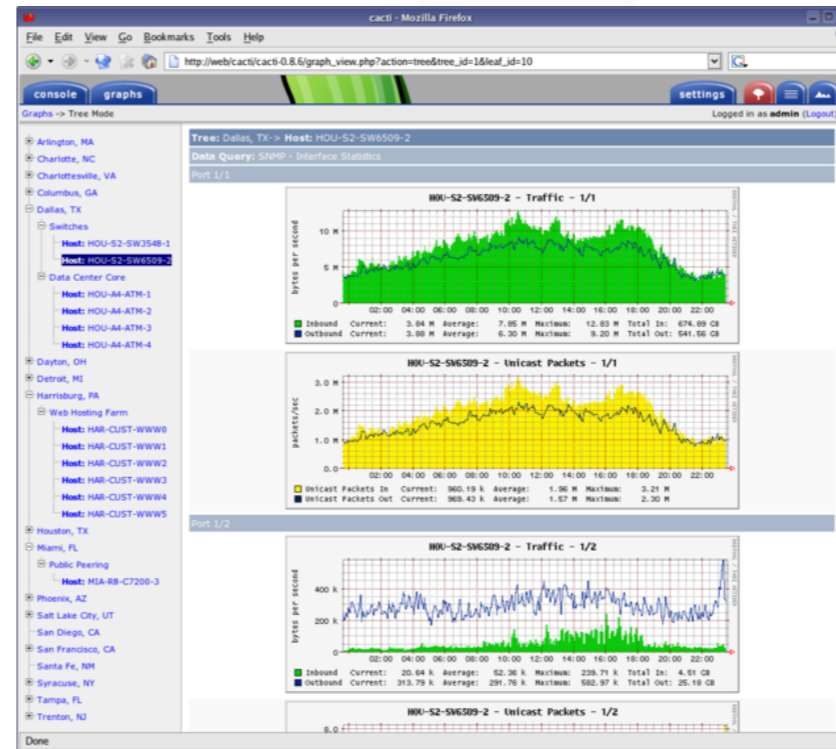 cacti - Mozilla Firefox
File Edit View Go Bookmarks Tools Help
http://web/cacti/cacti-0.8.6/graph_view.php?action=tree&tree_id=1&leaf_id=10
console graphs settings
Graphs -> Tree Mode
Logged in as admin (Logout)
Arlington, MA
Charlotte, NC
Charlottesville, VA
Columbus, GA
Dallas, TX
Switches
Host: HOU-S2-SW3548-1
Host: HOU-S2-SW6509-2
Data Center Core
Host: HOU-A4-ATM-1
Host: HOU-A4-ATM-2
Host: HOU-A4-ATM-3
Host: HOU-A4-ATM-4
Dayton, OH
Detroit, MI
Harrisburg, PA
Web Hosting Farm
Host: HAR-CUST-WWW0
Host: HAR-CUST-WWW1
Host: HAR-CUST-WWW2
Host: HAR-CUST-WWW3
Host: HAR-CUST-WWW4
Host: HAR-CUST-WWW5
Houston, TX
Miami, FL
Public Peering
Host: MIA-R8-C7200-3
Phoenix, AZ
Salt Lake City, UT
San Diego, CA
San Francisco, CA
Santa Fe, NM
Syracuse, NY
Tampa, FL
Trenton, NJ
Tree: Dallas, TX-> Host: HOU-S2-SW6509-2
Data Query: SNMP - Interface Statistics
Port 1/1
HOU-S2-SW6509-2 - Traffic - 1/1
bytes per second
10 M
5 M
0
02:00 04:00 06:00 08:00 10:00 12:00 14:00 16:00 18:00 20:00 22:00
Inbound Current: 3.84 M Average: 7.85 M Maximum: 12.83 M Total In: 674.89 GB
Outbound Current: 3.88 M Average: 6.30 M Maximum: 9.20 M Total Out: 541.56 GB
HOU-S2-SW6509-2 - Unicast Packets - 1/1
packets/sec
3.0 M
2.0 M
1.0 M
0.0
02:00 04:00 06:00 08:00 10:00 12:00 14:00 16:00 18:00 20:00 22:00
Unicast Packets In Current: 960.19 k Average: 1.96 M Maximum: 3.21 M
Unicast Packets Out Current: 969.43 k Average: 1.57 M Maximum: 2.30 M
Port 1/2
HOU-S2-SW6509-2 - Traffic - 1/2
bytes per second
400 k
200 k
0
02:00 04:00 06:00 08:00 10:00 12:00 14:00 16:00 18:00 20:00 22:00
Inbound Current: 20.64 k Average: 52.36 k Maximum: 239.71 k Total In: 4.51 GB
Outbound Current: 313.79 k Average: 291.76 k Maximum: 582.97 k Total Out: 25.18 GB
HOU-S2-SW6509-2 - Unicast Packets - 1/2
8.0
Done